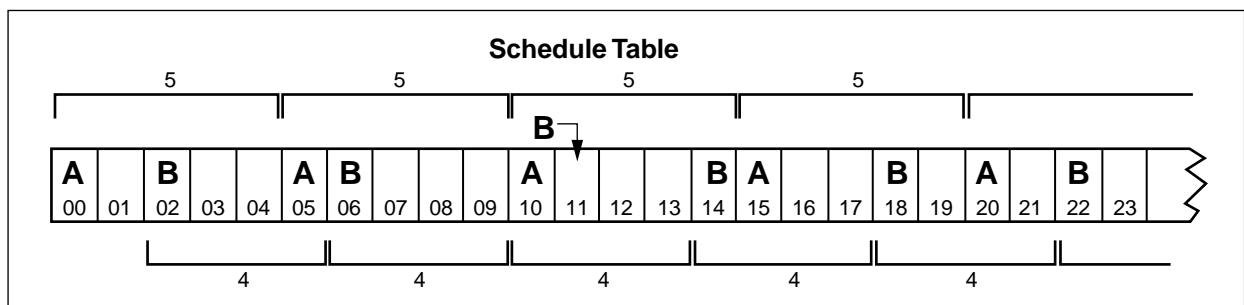 Schedule Table
5 5 5 5
B
A B A B A B A B A B
00 01 02 03 04 05 06 07 08 09 10 11 12 13 14 15 16 17 18 19 20 21 22 23
4 4 4 4 4